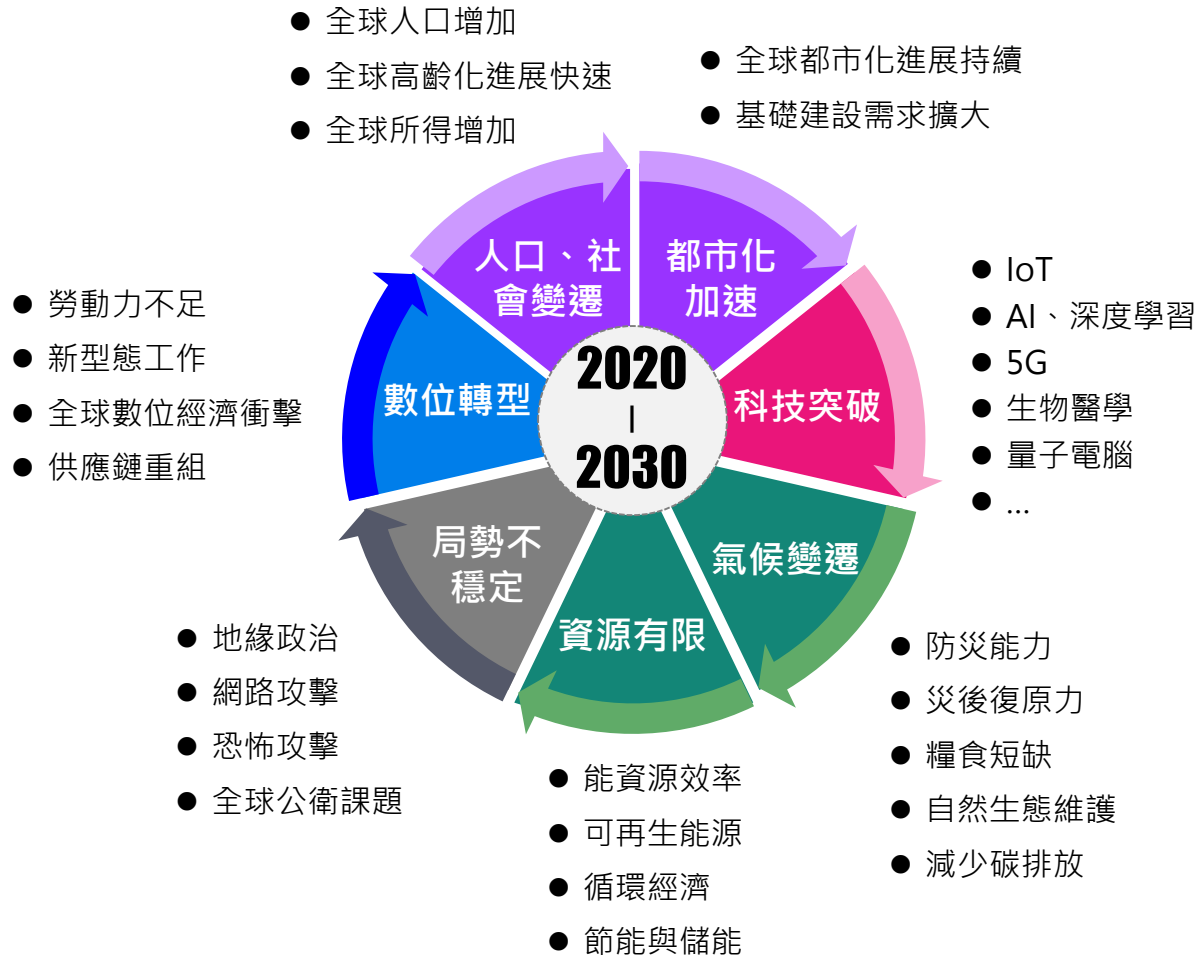 全球人口增加
全球高齡化進展快速
全球所得增加
全球都市化進展持續
基礎建設需求擴大
人口、社
會變遷
都市化
加速
IoT
AI、深度學習
5G
生物醫學
量子電腦
...
勞動力不足
新型態工作
全球數位經濟衝擊
供應鏈重組
數位轉型
2020
–
2030
科技突破
局勢不
穩定
氣候變遷
資源有限
地緣政治
網路攻擊
恐怖攻擊
全球公衛課題
防災能力
災後復原力
糧食短缺
自然生態維護
減少碳排放
能資源效率
可再生能源
循環經濟
節能與儲能